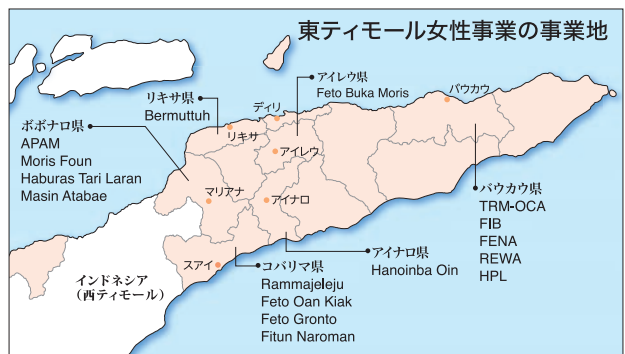 東ティモール女性事業の事業地
アイレウ県
Feto Buka Moris
リキサ県
Bermuttuh
ディリ
バウカウ
ボボナロ県
APAM
Moris Foun
Haburas Tari Laran
Masin Atabae
リキサ
アイレウ
マリアナ
アイナロ
バウカウ県
TRM-OCA
FIB
FENA
REWA
HPL
アイナロ県
Hanoinba Oin
スアイ
コバリマ県
Rammajeleju
Feto Oan Kiak
Feto Gronto
Fitun Naroman
インドネシア
（西ティモール）